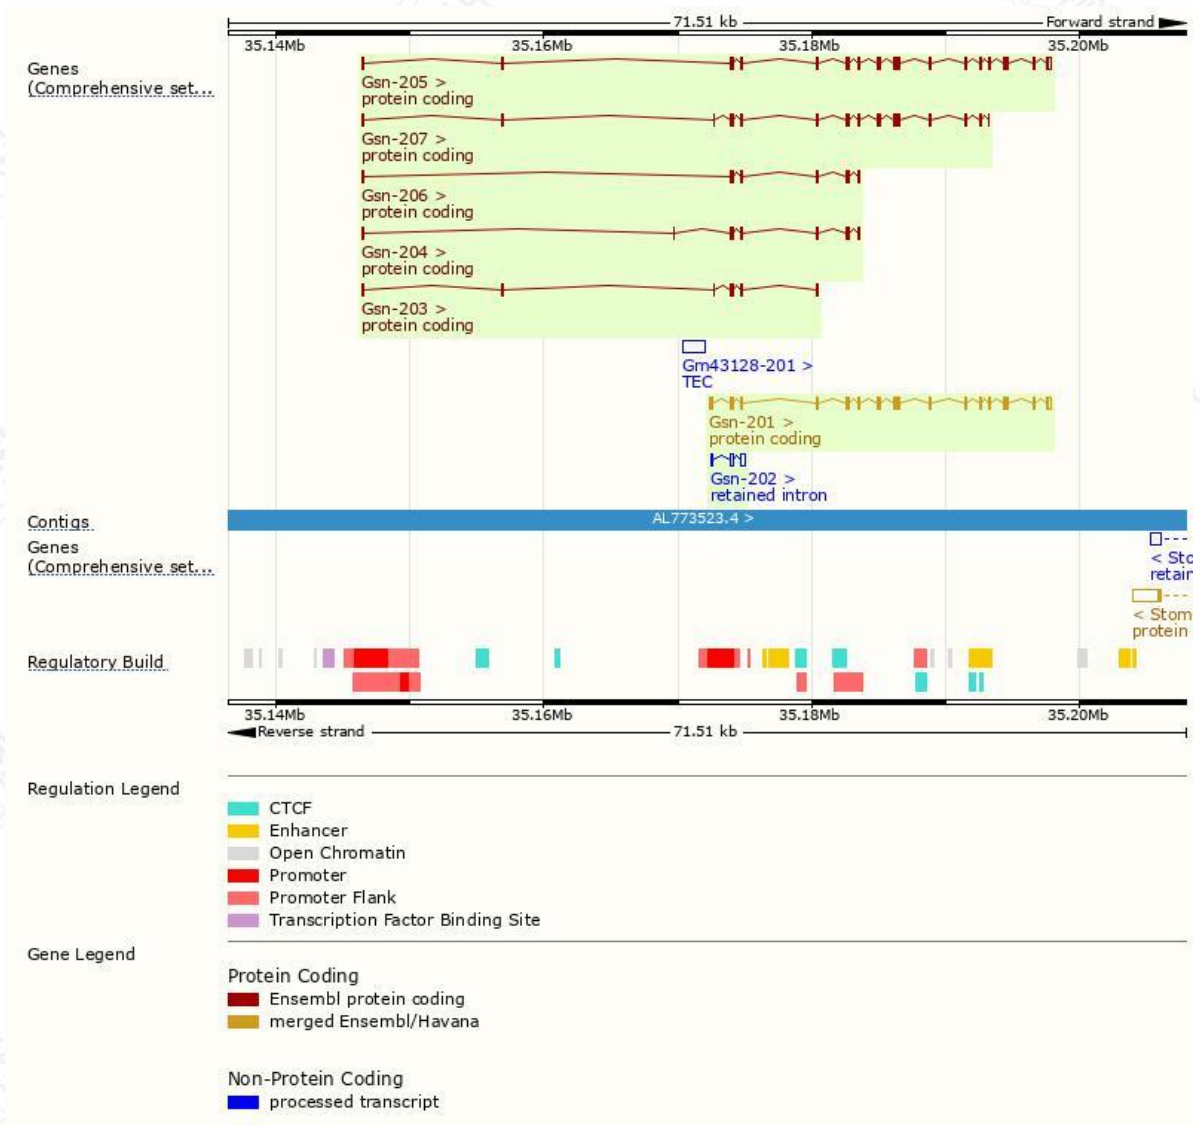 71.51 kb
Forward strand
35.14Mb 35.16Mb 35.18Mb 35.20Mb
Genes
(Comprehensive set...
Gsn-205 >
protein coding
Gsn-207 >
protein coding
Gsn-206 >
protein coding
Gsn-204 >
protein coding
Gsn-203 >
protein coding
Gm43128-201 >
TEC
Gsn-201 >
protein coding
Gsn-202 >
retained intron
Contigs
AL773523.4 >
Genes
(Comprehensive set...
< Sto
retair
< Stom
protein
Regulatory Build
35.14Mb 35.16Mb 35.18Mb 35.20Mb
Reverse strand
71.51 kb
Regulation Legend
CTCF
Enhancer
Open Chromatin
Promoter
Promoter Flank
Transcription Factor Binding Site
Gene Legend
Protein Coding
Ensembl protein coding
merged Ensembl/Havana
Non-Protein Coding
processed transcript